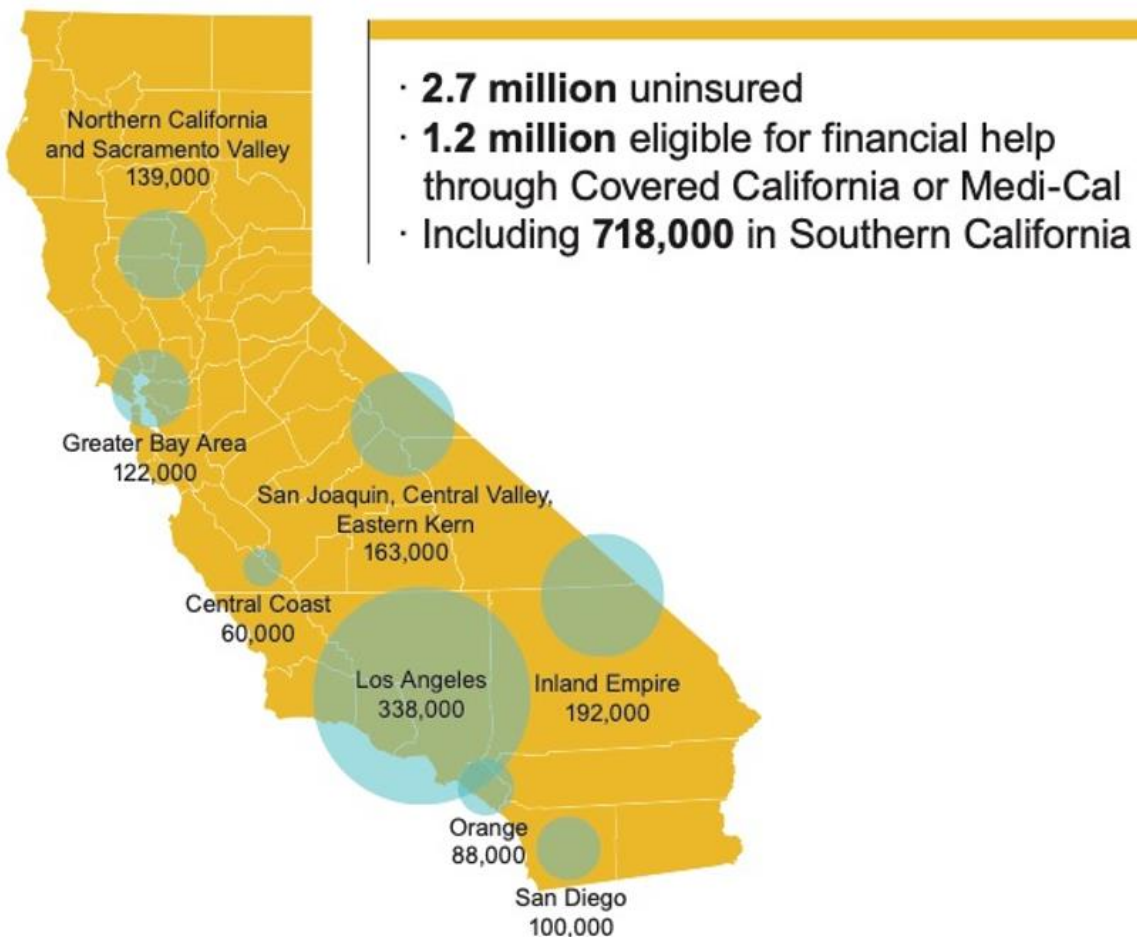 · 2.7 million uninsured
· 1.2 million eligible for financial help
through Covered California or Medi-Cal
· Including 718,000 in Southern California
Northern California
and Sacramento Valley
139,000
Greater Bay Area
122,000
San Joaquin, Central Valley,
Eastern Kern
163,000
Central Coast
60,000
Los Angeles
338,000
Inland Empire
192,000
Orange
88,000
San Diego
100,000